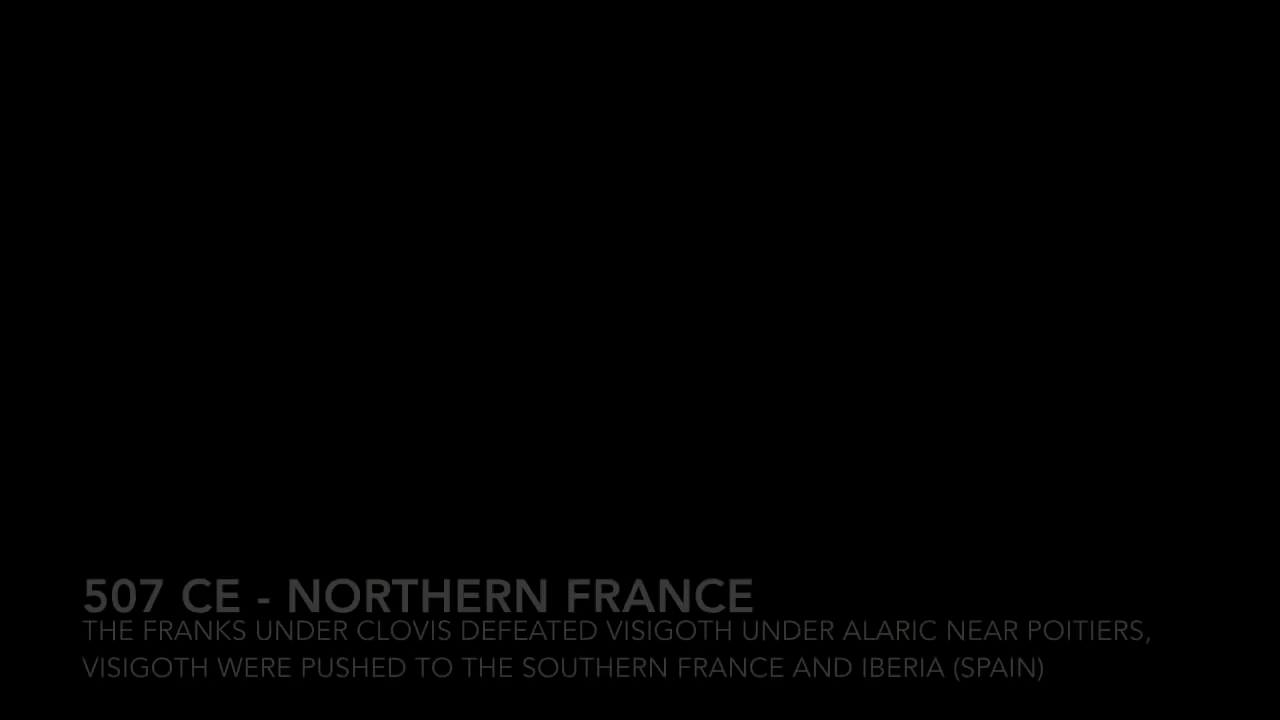 507 CE - NORTHERN FRANCE
THE FRANKS UNDER CLOVIS DEFEATED VISIGOTH UNDER ALARIC NEAR POITIERS,
VISIGOTH WERE PUSHED TO THE SOUTHERN FRANCE AND IBERIA (SPAIN)